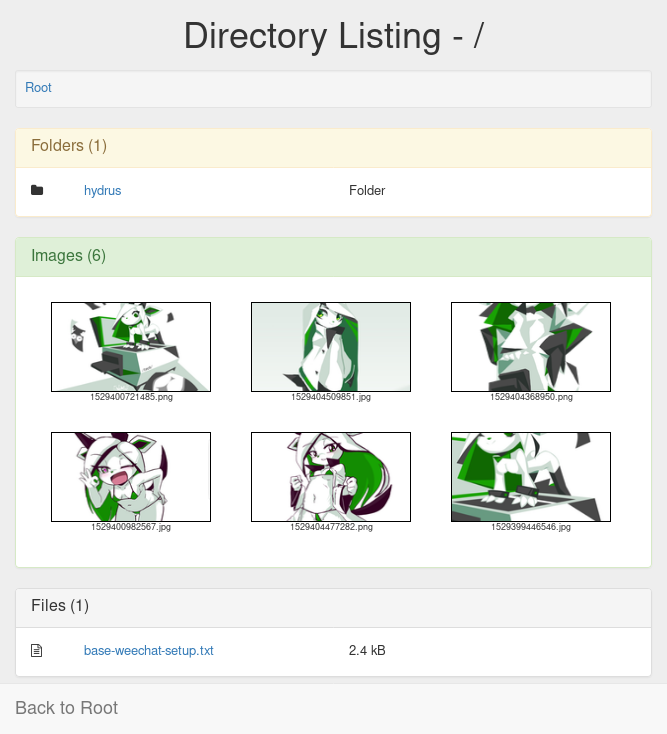 Directory Listing - /
Root
Folders (1)
hydrus Folder
Images (6)
1529400721485.png 1529404509851.jpg 1529404368950.png
1529400982567.jpg 1529404477282.png 1529399446546.jpg
Files (1)
base-weechat-setup.txt 2.4 kB
Back to Root